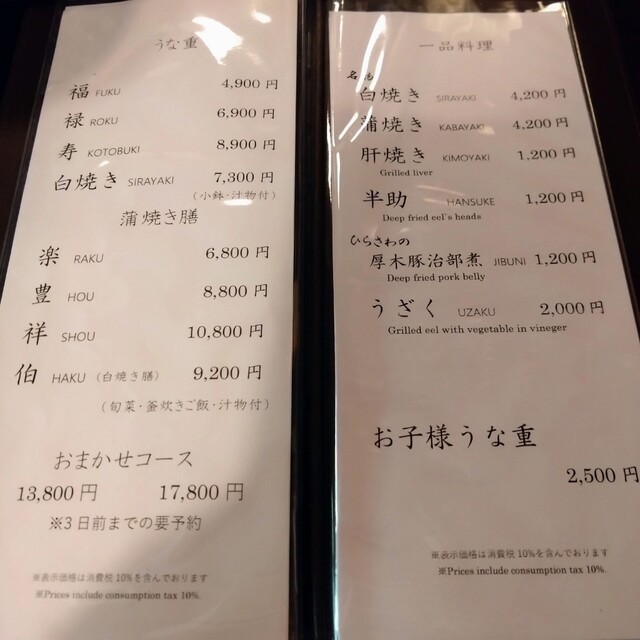 うな重
福 FUKU 4,900 円
禄 ROKU 6,900 円
寿 KOTOBUKI 8,900 円
白焼き SIRAYAKI 7,300 円
(小鉢・汁物付)
蒲焼き膳
楽 RAKU 6,800 円
豊 HOU 8,800 円
祥 SHOU 10,800 円
伯 HAKU (白焼き膳) 9,200 円
(旬菜・釜炊きご飯・汁物付)
おまかせコース
13,800 円 17,800 円
※3日前までの要予約
※表示価格は消費税10%を含んでおります
※Prices include consumption tax 10%.
一品料理
白焼き SIRAYAKI 4,200 円
蒲焼き KABAYAKI 4,200 円
肝焼き KIMOYAKI 1,200 円
Grilled liver
半助 HANSUKE 1,200 円
Deep fried eel's heads
ひらさわの
厚木豚治部煮 JIBUNI 1,200 円
Deep fried pork belly
うざく UZAKU 2,000 円
Grilled eel with vegetable in vineger
お子様うな重
2,500 円
※表示価格は消費税10%を含んでおります
※Prices include consumption tax 10%.